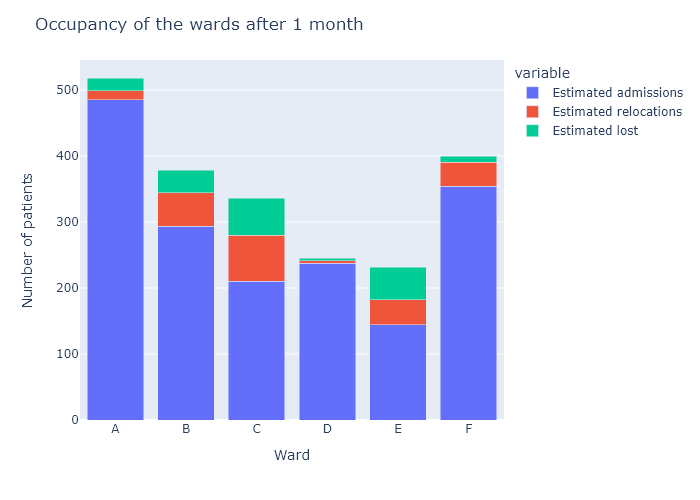 Occupancy of the wards after 1 month
variable
Estimated admissions
Estimated relocations
Estimated lost
Number of patients
500
400
300
200
100
0
A B C D E F
Ward